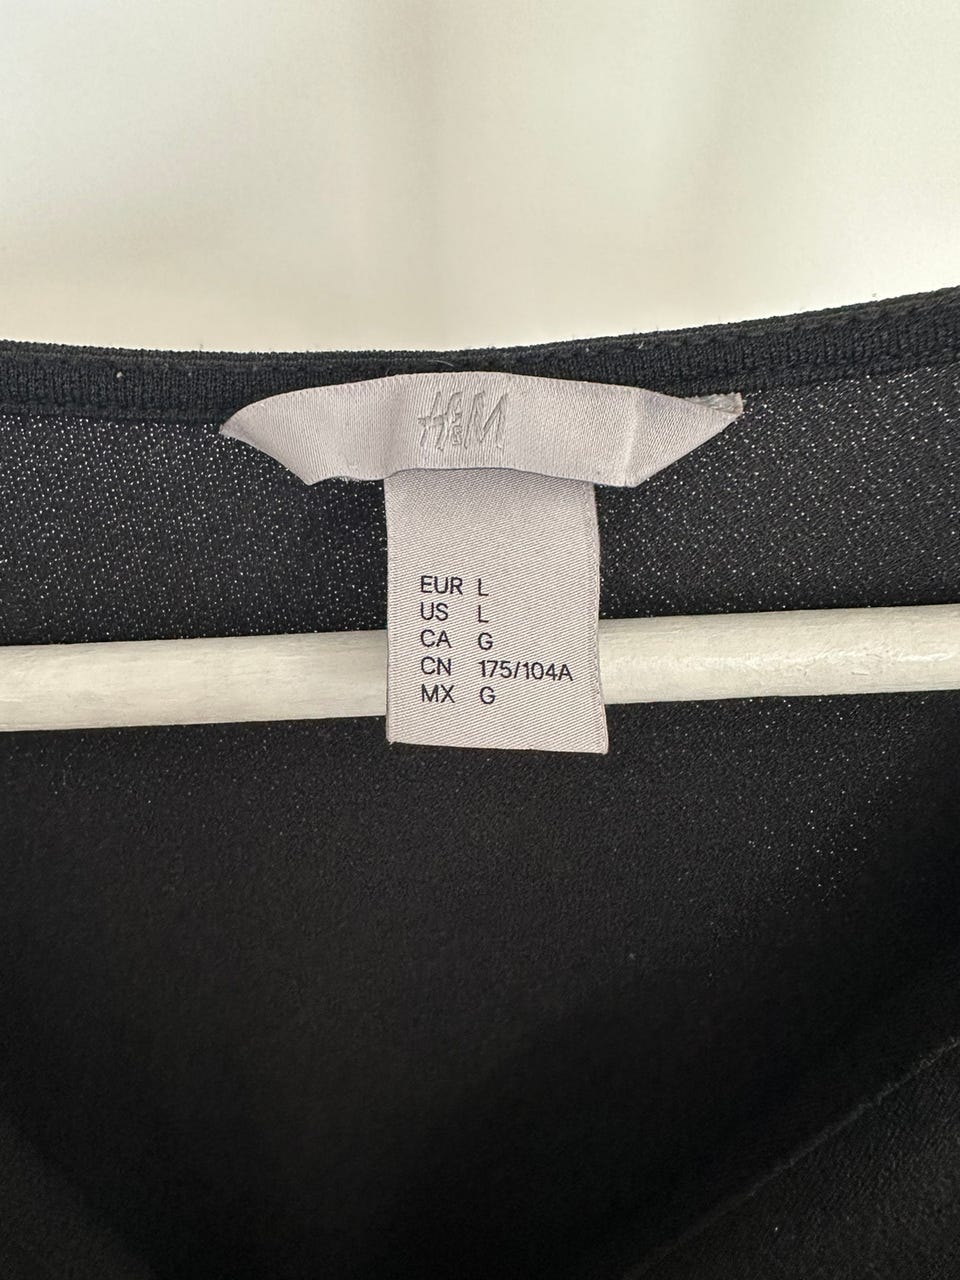 H&M
EUR L
US L
CA G
CN 175/104A
MX G